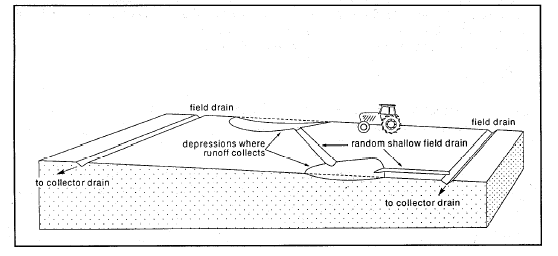 field drain
field drain
depressions where
runoff collects
random shallow field drain
to collector drain
to collector drain